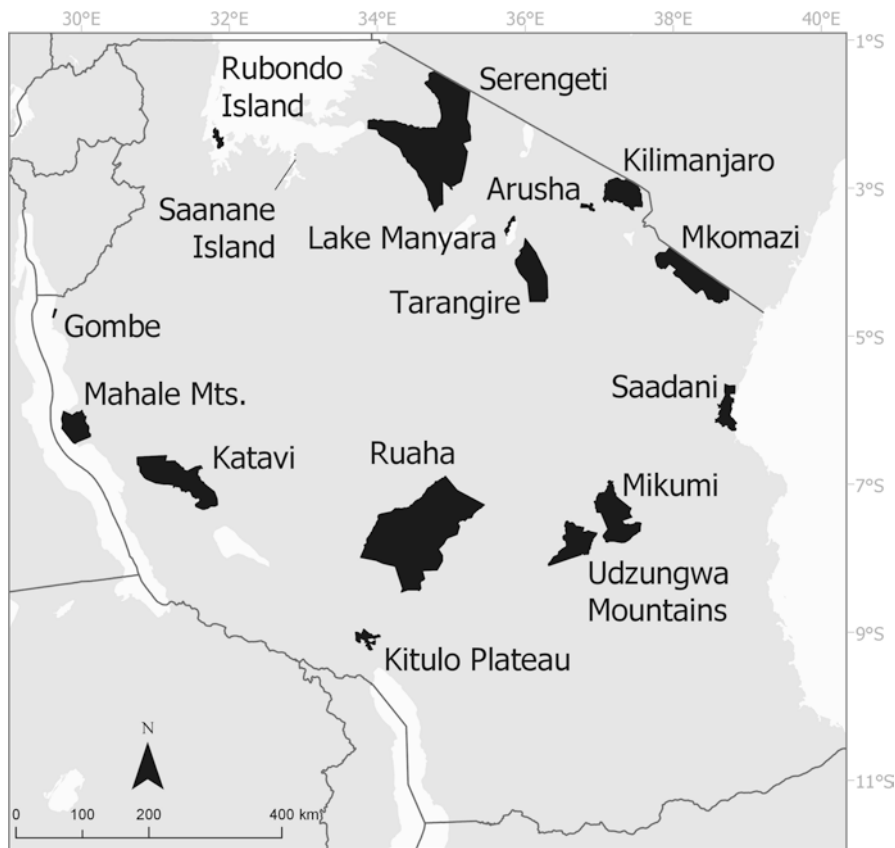 30°E
32°E
34°E
36°E
38°E
40°E
1°S
Rubondo
Island
Serengeti
Kilimanjaro
3°S
Arusha
Saanane
Island
Lake Manyara
Mkomazi
Tarangire
Gombe
5°S
Saadani
Mahale Mts.
Katavi
Ruaha
7°S
Mikumi
Udzungwa
Mountains
9°S
Kitulo Plateau
N
11°S
0 100 200 400 km